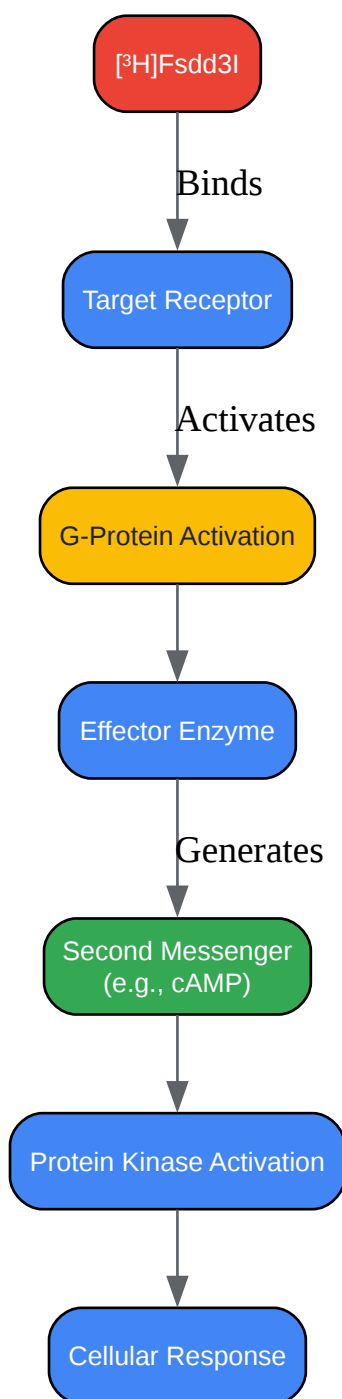 [³H]Fsdd3I
Binds
Target Receptor
Activates
G-Protein Activation
Effector Enzyme
Generates
Second Messenger
(e.g., cAMP)
Protein Kinase Activation
Cellular Response